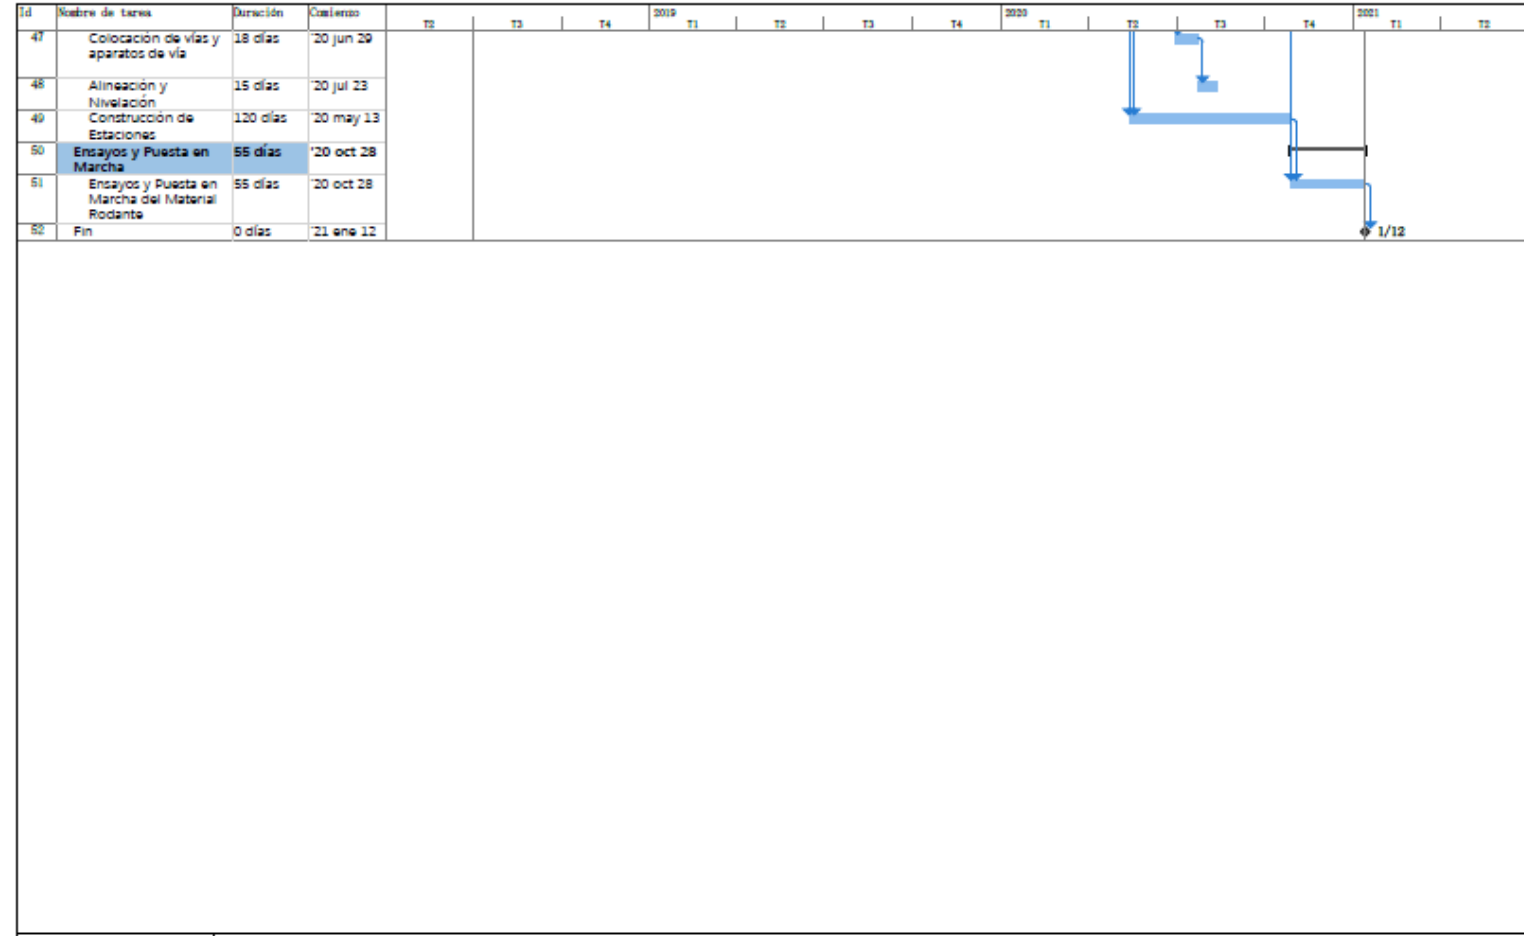 Id Nombre de tarea Duración Comienzo 2019 2020 2021
T2 T3 T4 T1 T2 T3 T4 T1 T2 T3 T4 T1 T2
47 Colocación de vías y 18 días '20 jun 29
aparatos de vía
48 Alineación y 15 días '20 jul 23
Nivelación
49 Construcción de 120 días '20 may 13
Estaciones
50 Ensayos y Puesta en 55 días '20 oct 28
Marcha
51 Ensayos y Puesta en 55 días '20 oct 28
Marcha del Material
Rodante
52 Fin 0 días '21 ene 12 1/12